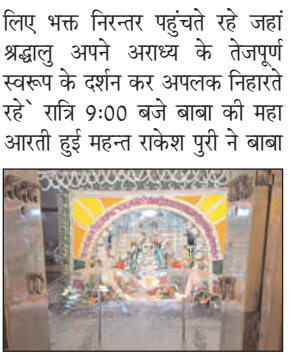 लिए भक्त निरन्तर पहुंचते रहे जहां
श्रद्धालु अपने अराध्य के तेजपूर्ण
स्वरूप के दर्शन कर अपलक निहारते
रहे` रात्रि 9:00 बजे बाबा की महा
आरती हुई महन्त राकेश पुरी ने बाबा